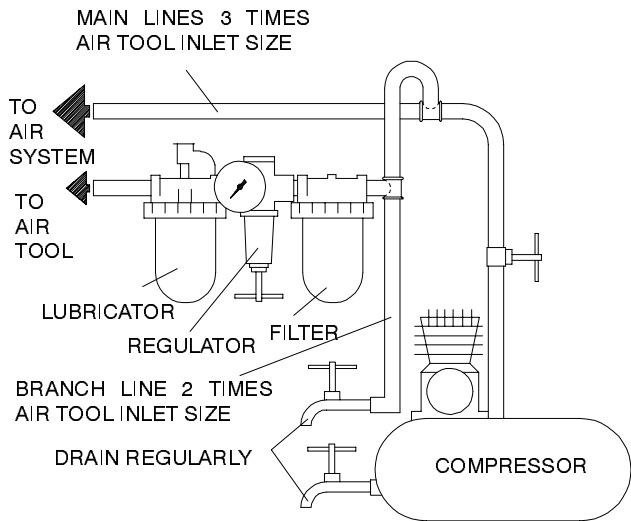 MAIN LINES 3 TIMES
AIR TOOL INLET SIZE
TO
AIR
SYSTEM
TO
AIR
TOOL
LUBRICATOR
REGULATOR
FILTER
BRANCH LINE 2 TIMES
AIR TOOL INLET SIZE
DRAIN REGULARLY
COMPRESSOR